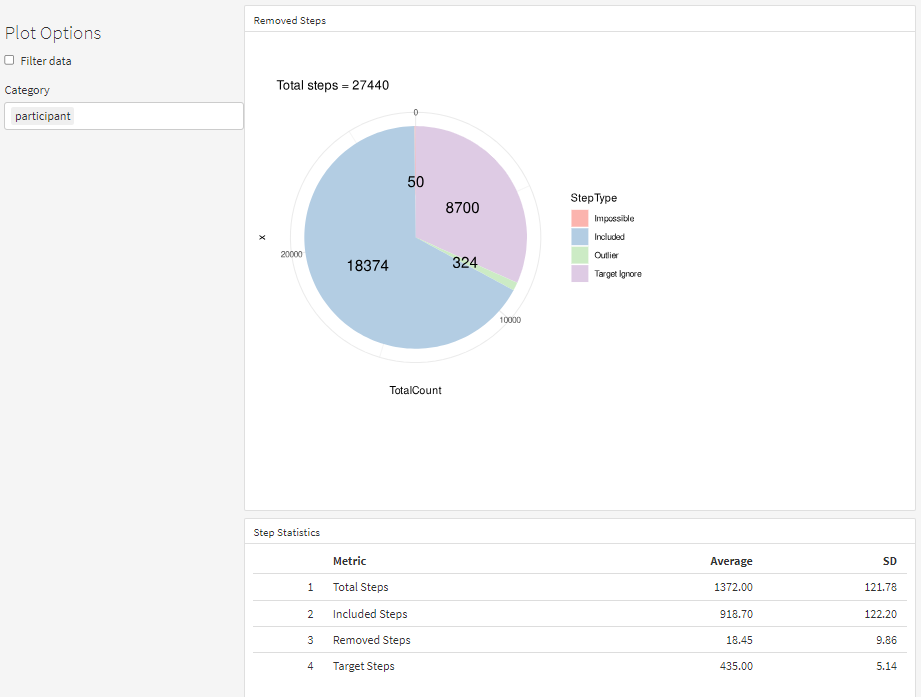 Plot Options
Filter data
Category
participant
Removed Steps
Total steps = 27440
0
50
8700
324
18374
20000
10000
x
TotalCount
StepType
Impossible
Included
Outlier
Target Ignore
Step Statistics
Metric Average SD
1 Total Steps 1372.00 121.78
2 Included Steps 918.70 122.20
3 Removed Steps 18.45 9.86
4 Target Steps 435.00 5.14